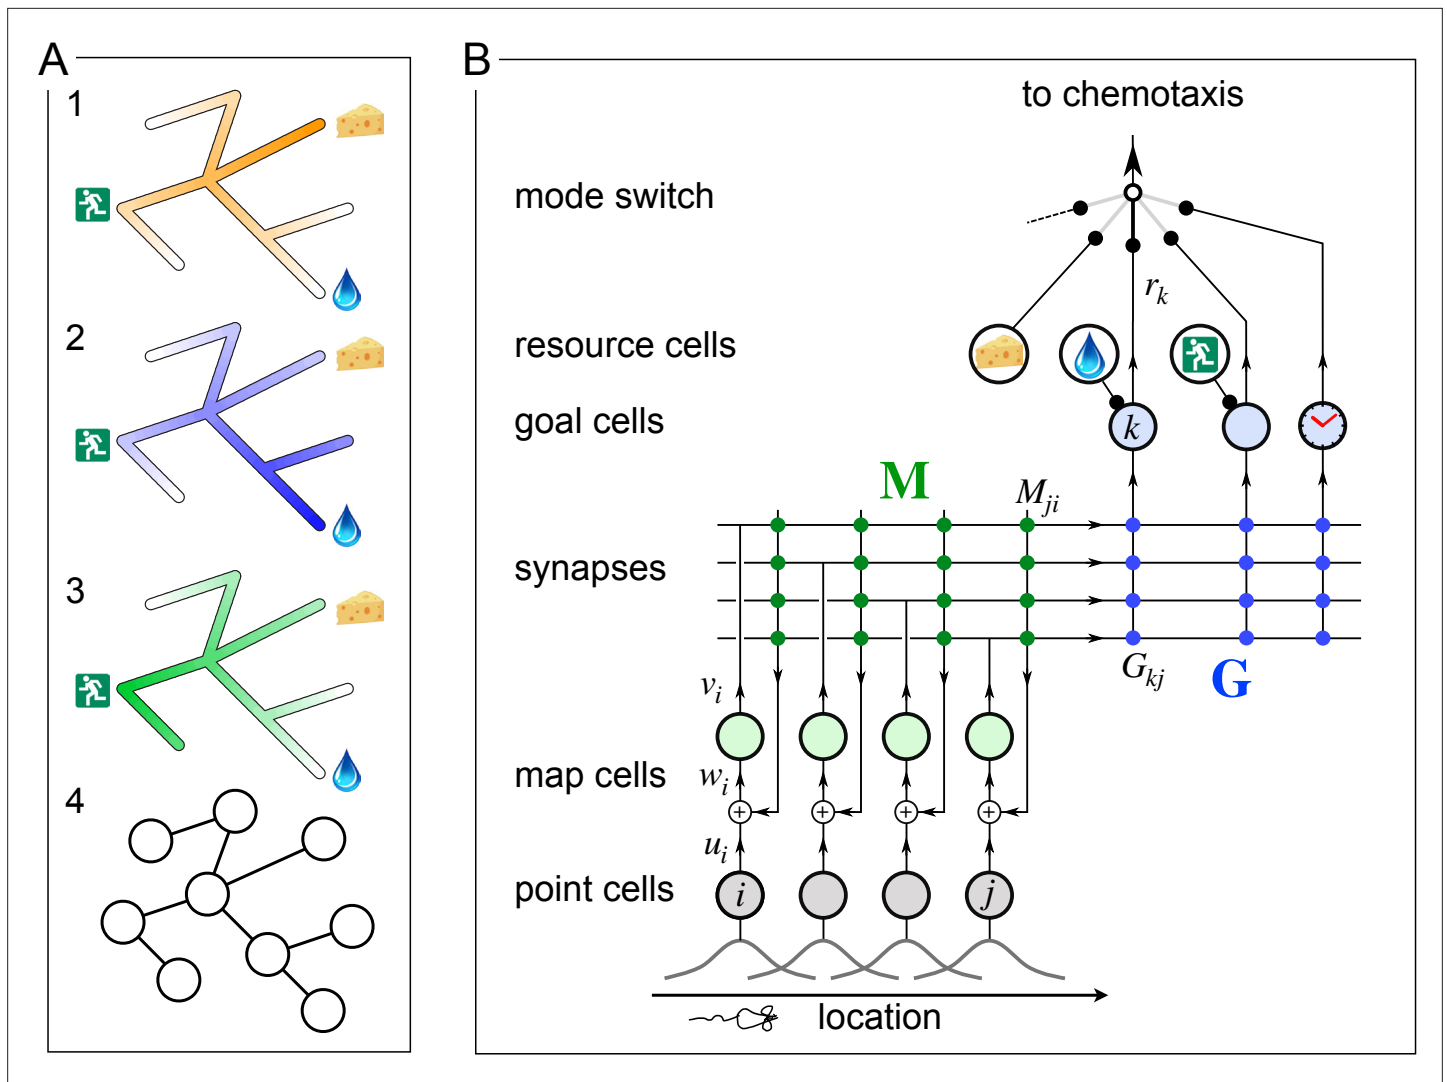 A
1
2
3
4
B
to chemotaxis
mode switch
r_k
resource cells
goal cells
k
M
M_ji
synapses
G_kj
G
v_i
map cells
w_i
u_i
point cells
i
j
location